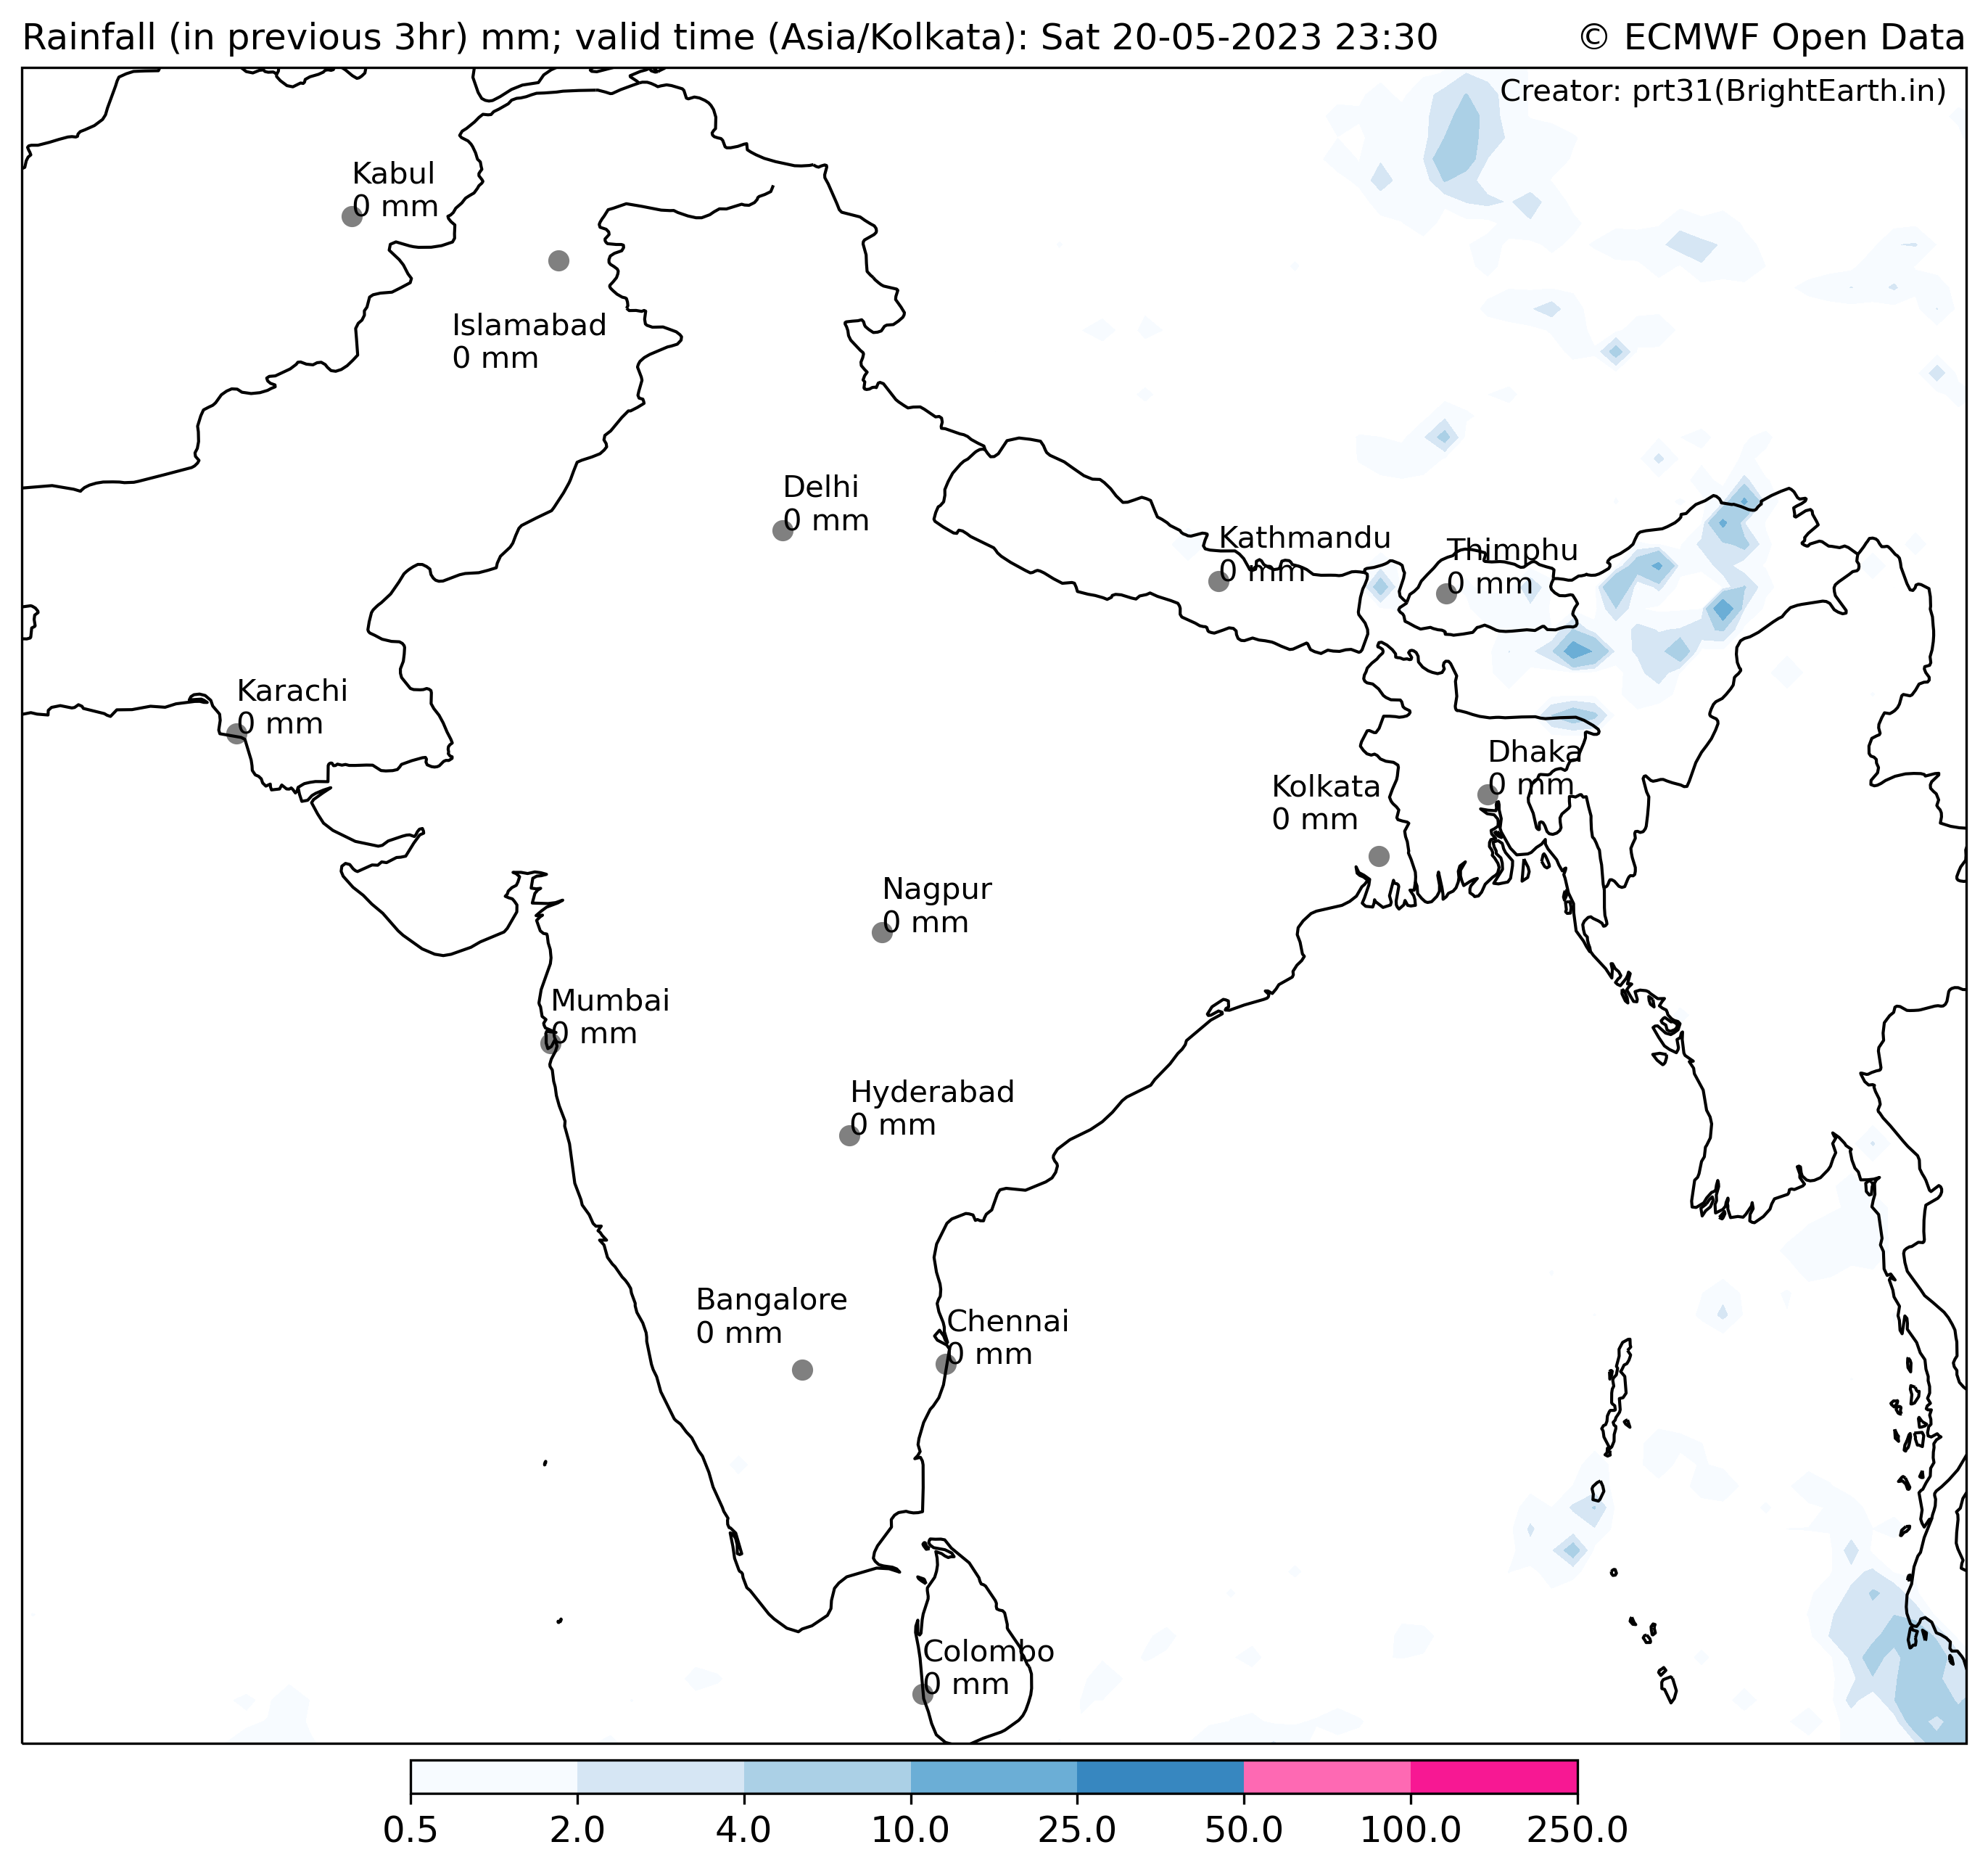 Rainfall (in previous 3hr) mm; valid time (Asia/Kolkata): Sat 20-05-2023 23:30
© ECMWF Open Data
Creator: prt31(BrightEarth.in)
Kabul
0 mm
Islamabad
0 mm
Delhi
0 mm
Kathmandu
0 mm
Thimphu
0 mm
Karachi
0 mm
Dhaka
0 mm
Kolkata
0 mm
Nagpur
0 mm
Mumbai
0 mm
Hyderabad
0 mm
Bangalore
0 mm
Chennai
0 mm
Colombo
0 mm
0.5 2.0 4.0 10.0 25.0 50.0 100.0 250.0